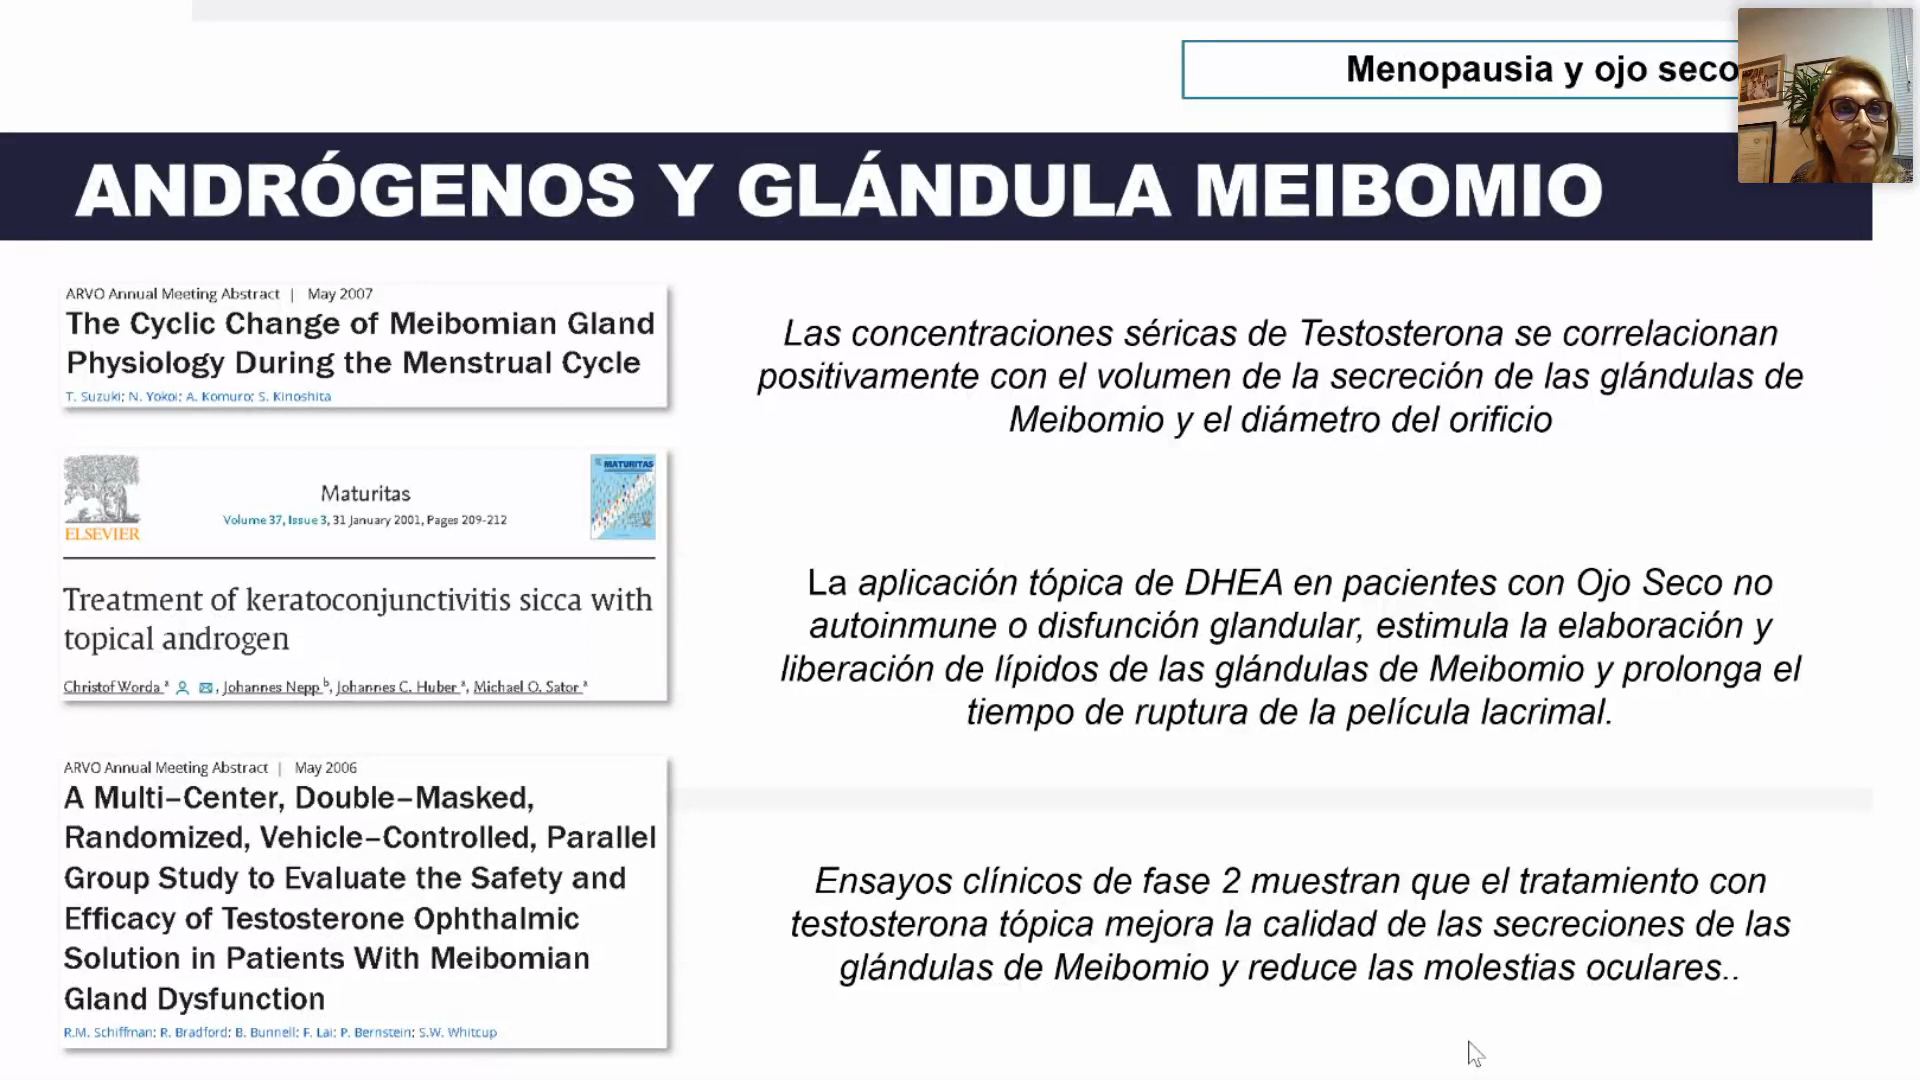 Menopausia y ojo seco
ANDRÓGENOS Y GLÁNDULA MEIBOMIO
ARVO Annual Meeting Abstract | May 2007
The Cyclic Change of Meibomian Gland
Physiology During the Menstrual Cycle
T. Suzuki; N. Yokoi; A. Komuro; S. Kinoshita
Las concentraciones séricas de Testosterona se correlacionan
positivamente con el volumen de la secreción de las glándulas de
Meibomio y el diámetro del orificio
ELSEVIER
Maturitas
Volume 37, Issue 3, 31 January 2001, Pages 209-212
MATURITAS
Treatment of keratoconjunctivitis sicca with
topical androgen
Christof Worda ª, Johannes Nepp b, Johannes C. Huber ª, Michael O. Sator ª
La aplicación tópica de DHEA en pacientes con Ojo Seco no
autoinmune o disfunción glandular, estimula la elaboración y
liberación de lípidos de las glándulas de Meibomio y prolonga el
tiempo de ruptura de la película lacrimal.
ARVO Annual Meeting Abstract | May 2006
A Multi–Center, Double–Masked,
Randomized, Vehicle–Controlled, Parallel
Group Study to Evaluate the Safety and
Efficacy of Testosterone Ophthalmic
Solution in Patients With Meibomian
Gland Dysfunction
R.M. Schiffman; R. Bradford; B. Bunnell; F. Lai; P. Bernstein; S.W. Whitcup
Ensayos clínicos de fase 2 muestran que el tratamiento con
testosterona tópica mejora la calidad de las secreciones de las
glándulas de Meibomio y reduce las molestias oculares..